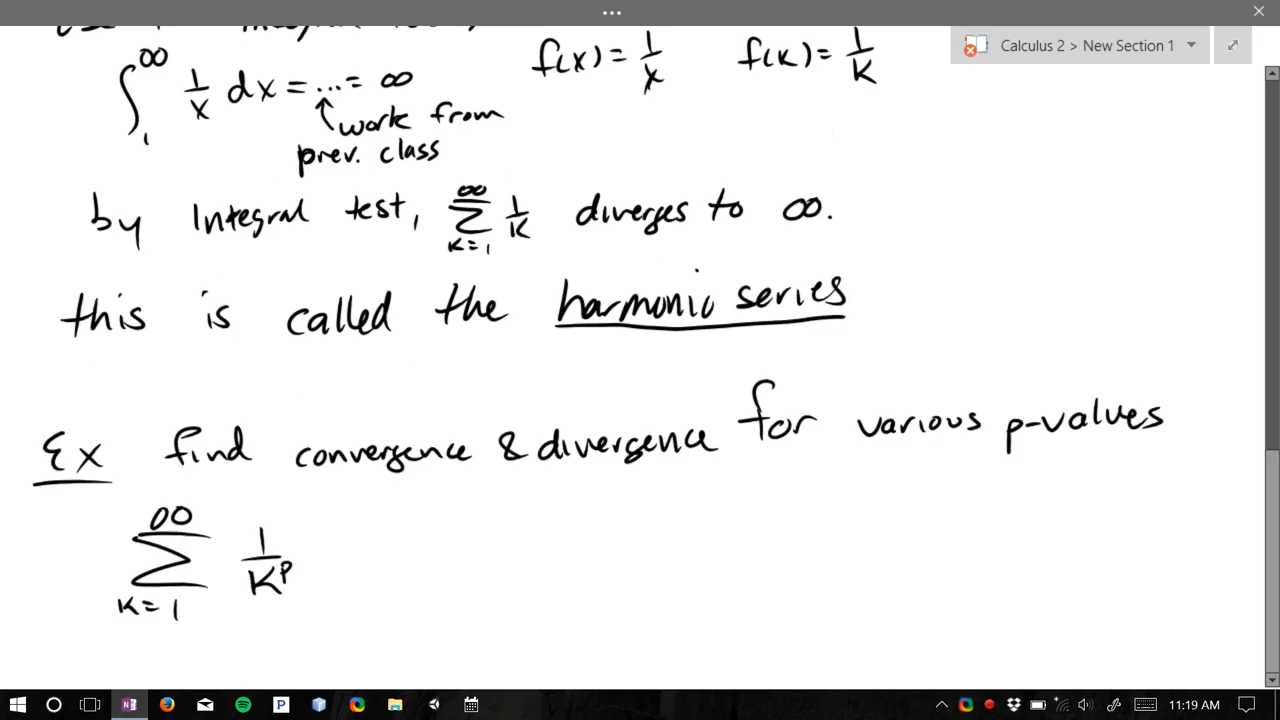 Calculus 2 > New Section 1
f(x) = 1/x    f(k) = 1/k
∫₁^∞ 1/x dx = ... = ∞
↑ work from
prev. class
by Integral test, ∑_{k=1}^∞ 1/k diverges to ∞.
this is called the harmonic series
Ex find convergence & divergence for various p-values
∑_{k=1}^∞ 1/k^p
11:19 AM